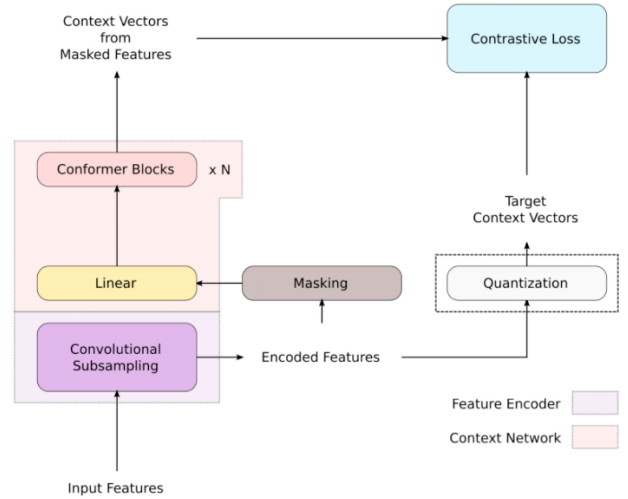 Context Vectors
from
Masked Features
Contrastive Loss
Conformer Blocks
x N
Target
Context Vectors
Linear
Masking
Quantization
Convolutional
Subsampling
Encoded Features
Feature Encoder
Context Network
Input Features